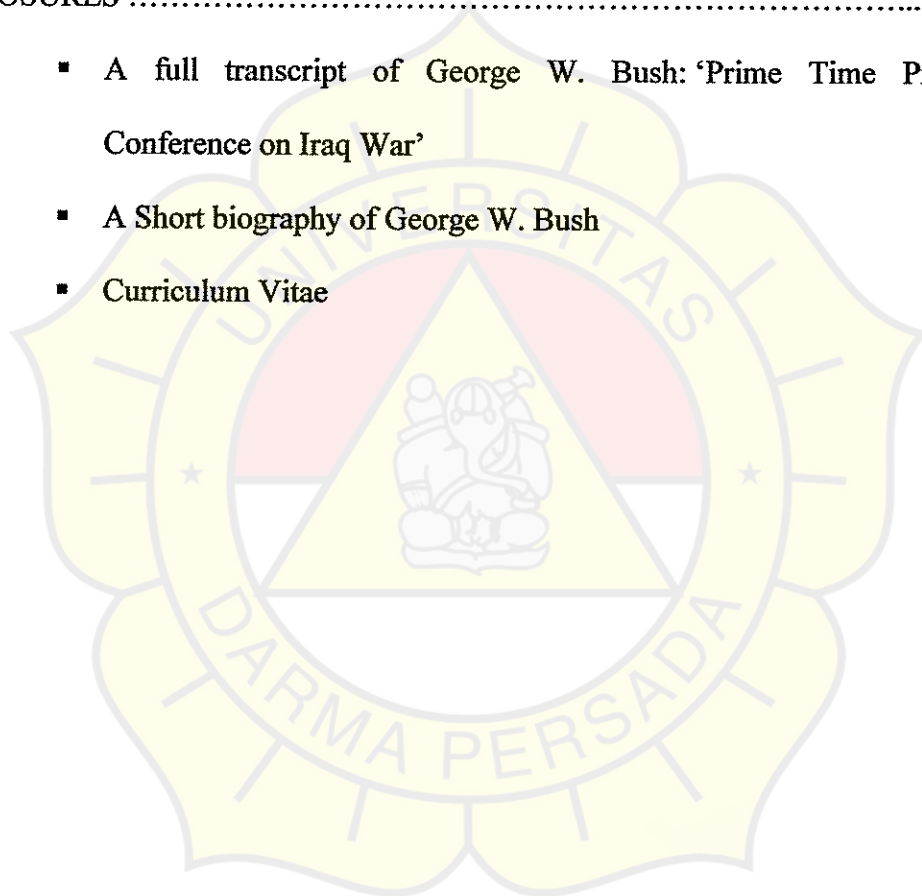 ▪ A full transcript of George W. Bush: ‘Prime Time
Conference on Iraq War’
▪ A Short biography of George W. Bush
▪ Curriculum Vitae
UNIVERSITAS
DARMA PERSADA